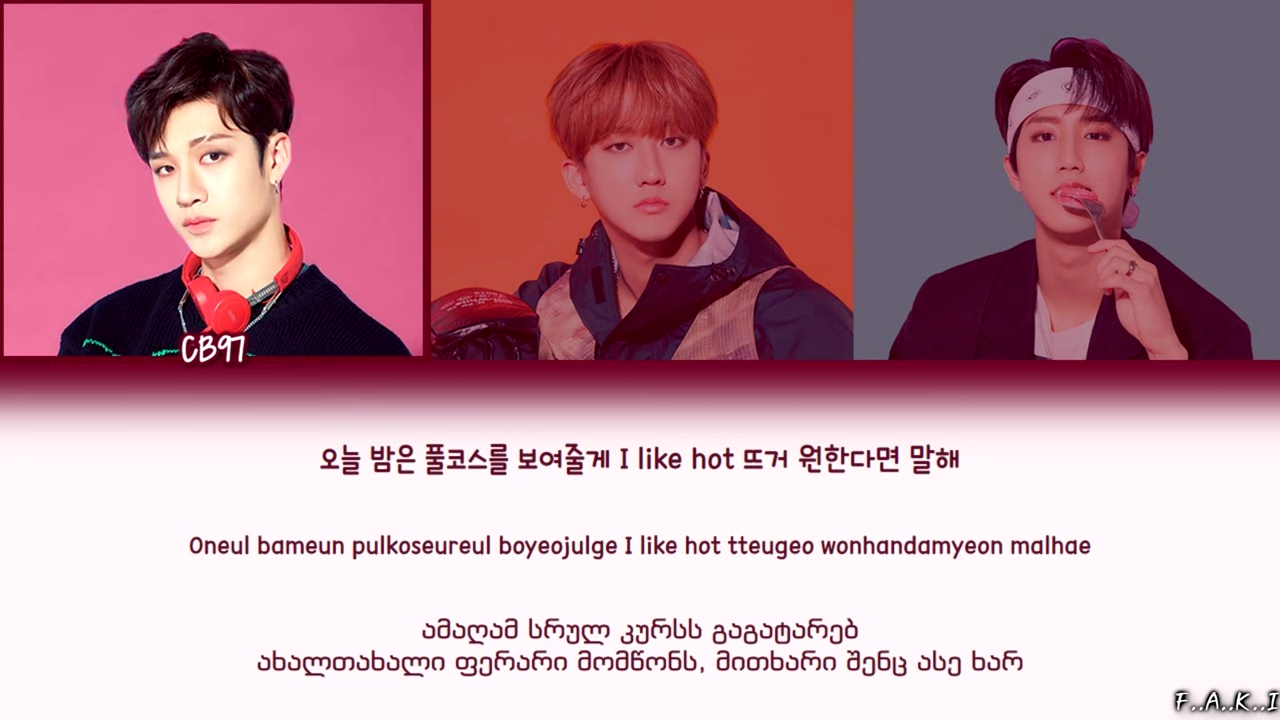 CB97
오늘 밤은 풀코스를 보여줄게 I like hot 뜨거 원한다면 말해
Oneul bameun pulkoseureul boyeojulge I like hot tteugeo wonhandamyeon malhae
ამაღამ სრულ კურსს გაგატარებ
ახალთახალი ფერარი მომწონს, მითხარი შენც ასე ხარ
F..A..K..I